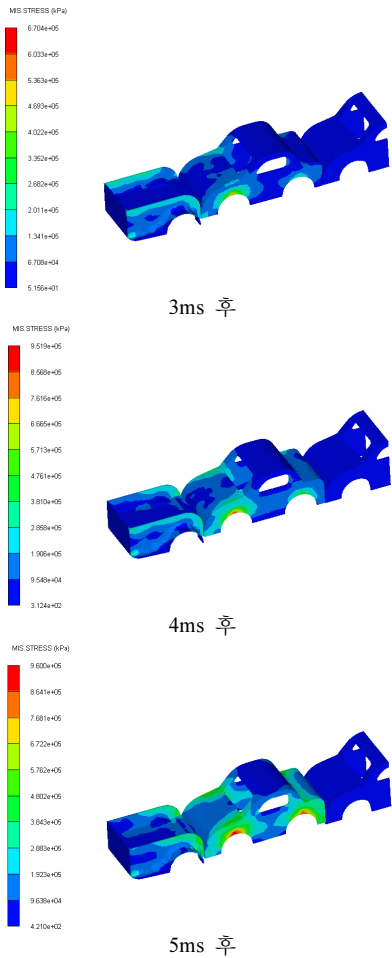 MIS.STRESS (kPa)
6.704e+05
6.033e+05
5.363e+05
4.693e+05
4.022e+05
3.352e+05
2.682e+05
2.011e+05
1.341e+05
6.708e+04
5.156e+01
3ms 후
MIS.STRESS (kPa)
9.519e+05
8.568e+05
7.616e+05
6.665e+05
5.713e+05
4.761e+05
3.810e+05
2.858e+05
1.906e+05
9.548e+04
3.124e+02
4ms 후
MIS.STRESS (kPa)
9.600e+05
8.641e+05
7.681e+05
6.722e+05
5.762e+05
4.802e+05
3.843e+05
2.883e+05
1.923e+05
9.638e+04
4.210e+02
5ms 후